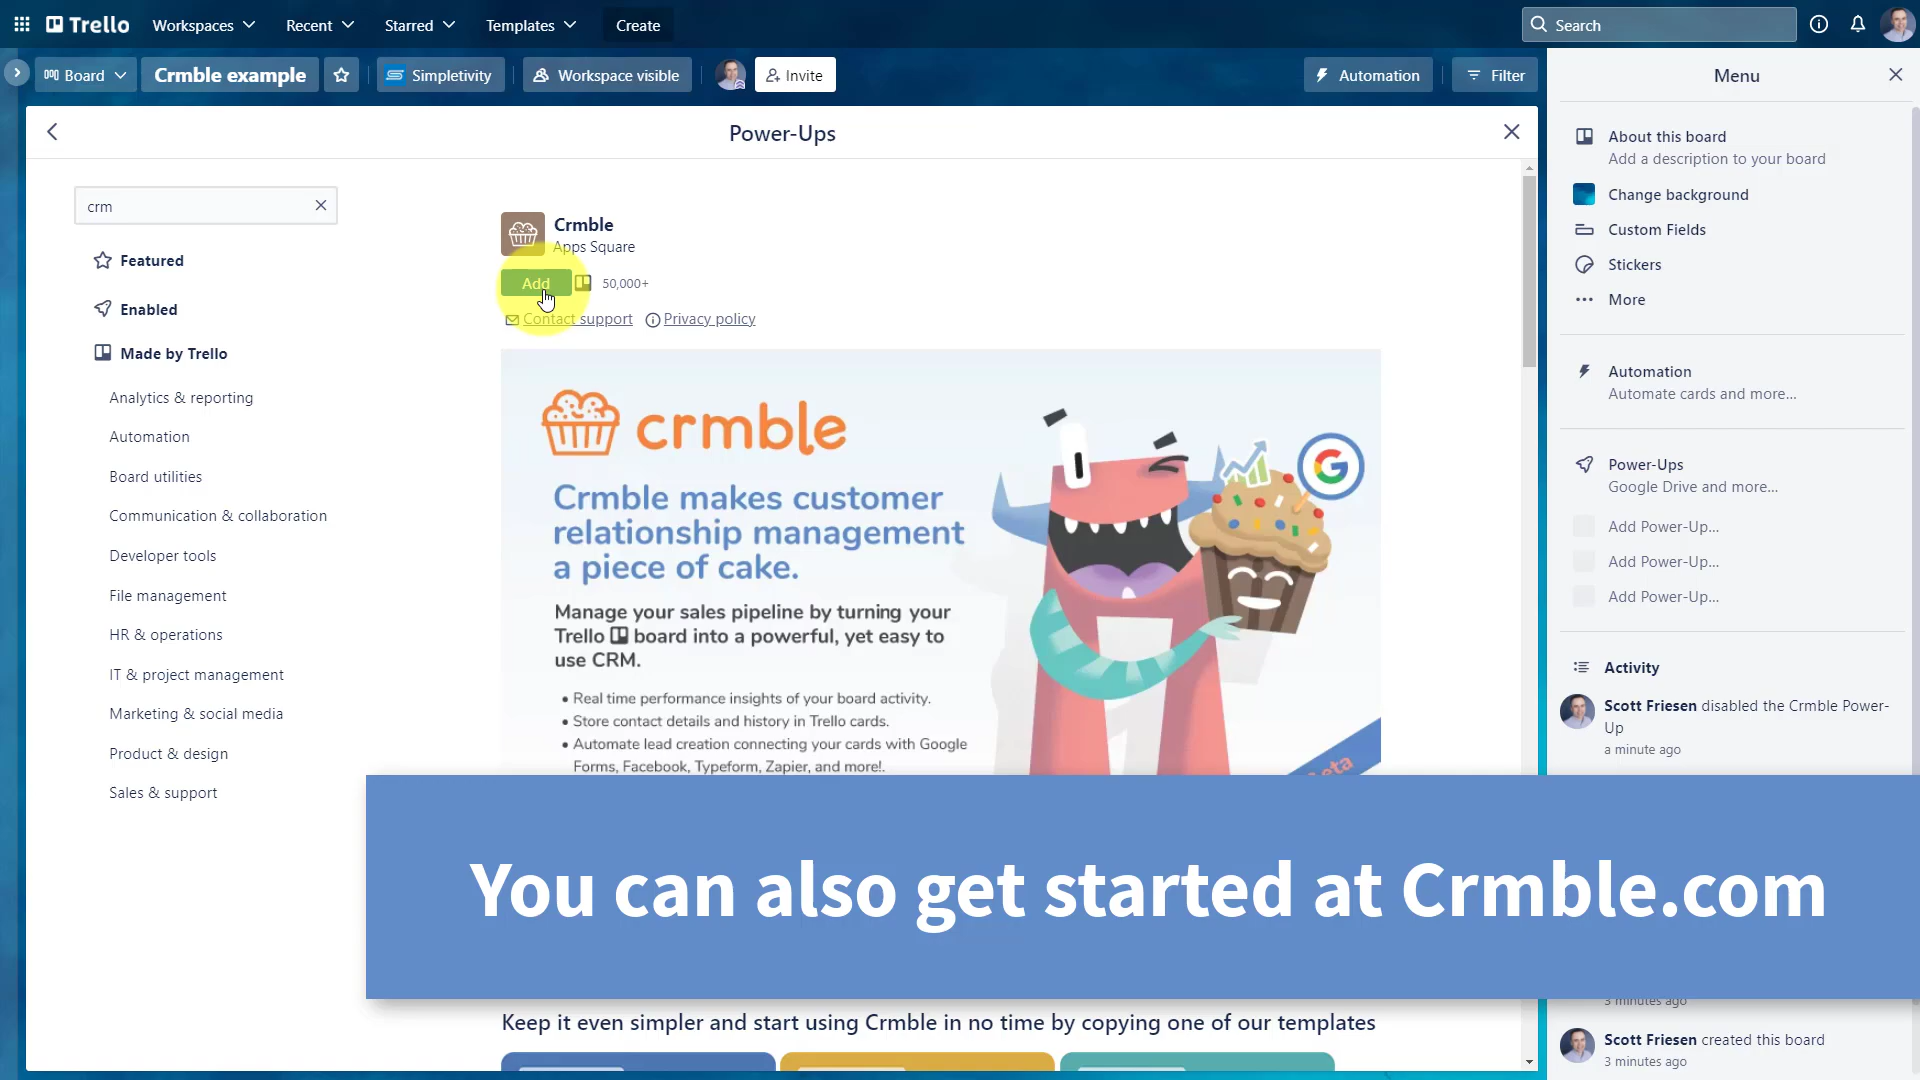 Trello
Workspaces
Recent
Starred
Templates
Create
Search
Board
Crmble example
Simpletivity
Workspace visible
Invite
Automation
Filter
Power-Ups
crm
Featured
Enabled
Made by Trello
Analytics & reporting
Automation
Board utilities
Communication & collaboration
Developer tools
File management
HR & operations
IT & project management
Marketing & social media
Product & design
Sales & support
Crmble
Apps Square
Add
50,000+
Contact support
Privacy policy
crmble
Crmble makes customer
relationship management
a piece of cake.
Manage your sales pipeline by turning your
Trello board into a powerful, yet easy to
use CRM.
• Real time performance insights of your board activity.
• Store contact details and history in Trello cards.
• Automate lead creation connecting your cards with Google
Forms, Facebook, Typeform, Zapier, and more!.
G
You can also get started at Crmble.com
Keep it even simpler and start using Crmble in no time by copying one of our templates
Menu
About this board
Add a description to your board
Change background
Custom Fields
Stickers
More
Automation
Automate cards and more...
Power-Ups
Google Drive and more...
Add Power-Up...
Add Power-Up...
Add Power-Up...
Activity
Scott Friesen disabled the Crmble Power-
Up
a minute ago
3 minutes ago
Scott Friesen created this board
3 minutes ago